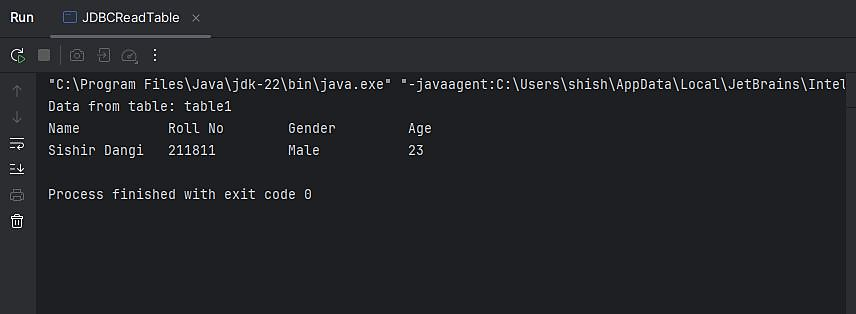 Run JDBCReadTable
"C:\Program Files\Java\jdk-22\bin\java.exe" "-javaagent:C:\Users\shish\AppData\Local\JetBrains\Intel
Data from table: table1
Name Roll No Gender Age
Sishir Dangi 211811 Male 23
Process finished with exit code 0